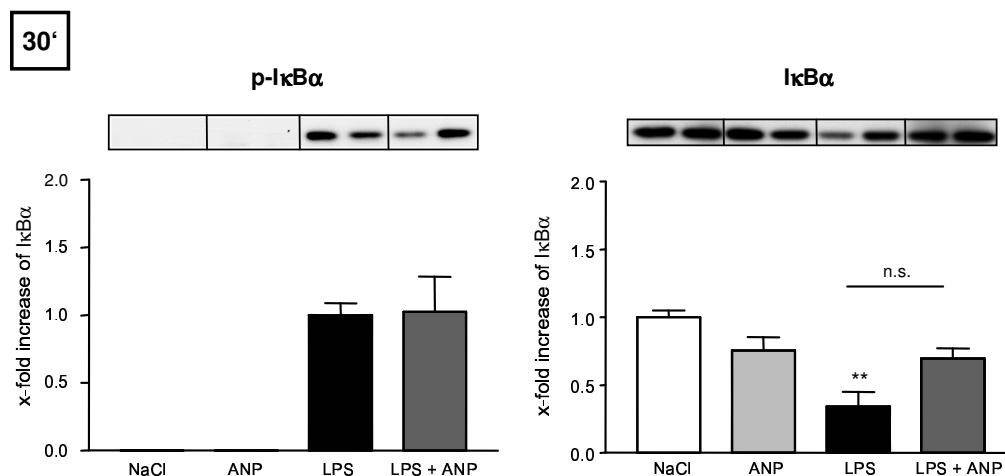 30‘
p-IκBα
x-fold increase of IκBα
2.0
1.5
1.0
0.5
0.0
NaCl ANP LPS LPS + ANP
IκBα
x-fold increase of IκBα
2.0
1.5
1.0
0.5
0.0
n.s.
**
NaCl ANP LPS LPS + ANP